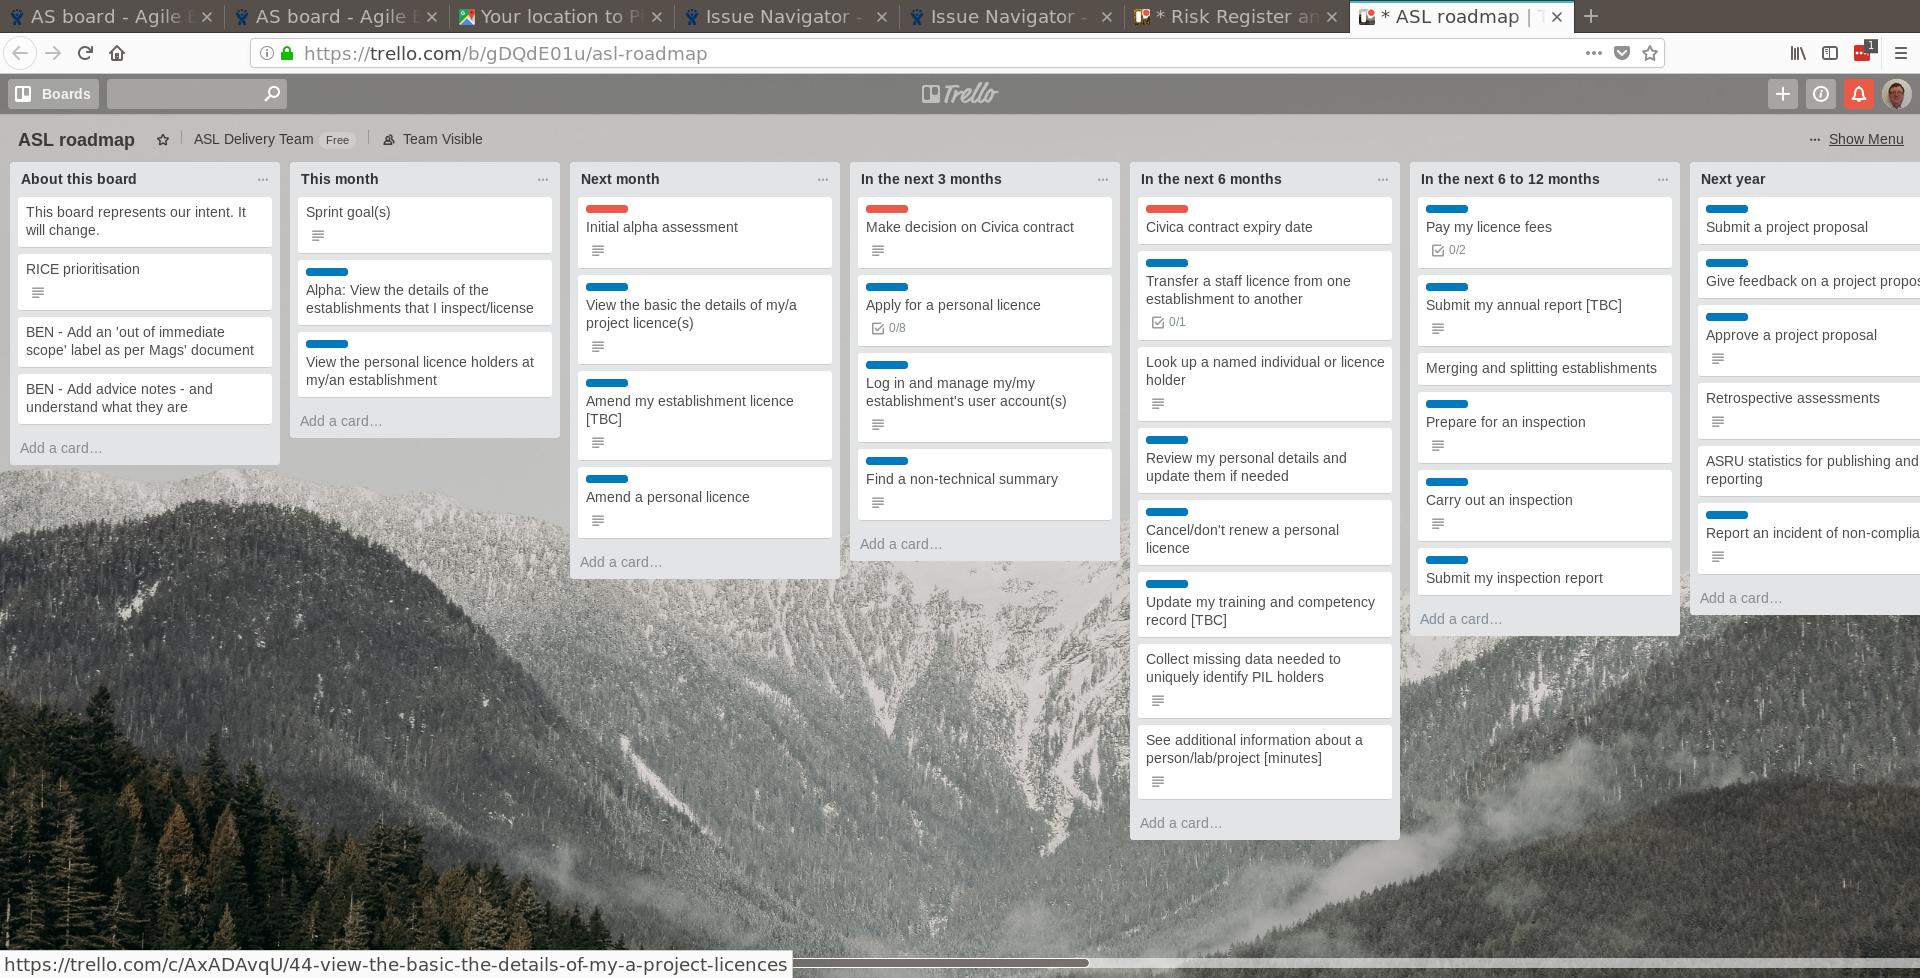 AS board - Agile
AS board - Agile
Your location to
Issue Navigator -
Issue Navigator -
* Risk Register an
* ASL roadmap |
https://trello.com/b/gDQdE01u/asl-roadmap
1
Boards
Trello
ASL roadmap
ASL Delivery Team
Free
Team Visible
Show Menu
About this board
This board represents our intent. It
will change.
RICE prioritisation
BEN - Add an 'out of immediate
scope' label as per Mags' document
BEN - Add advice notes - and
understand what they are
Add a card…
This month
Sprint goal(s)
Alpha: View the details of the
establishments that I inspect/license
View the personal licence holders at
my/an establishment
Add a card…
Next month
Initial alpha assessment
View the basic the details of my/a
project licence(s)
Amend my establishment licence
[TBC]
Amend a personal licence
Add a card…
In the next 3 months
Make decision on Civica contract
Apply for a personal licence
0/8
Log in and manage my/my
establishment's user account(s)
Find a non-technical summary
Add a card…
In the next 6 months
Civica contract expiry date
Transfer a staff licence from one
establishment to another
0/1
Look up a named individual or licence
holder
Review my personal details and
update them if needed
Cancel/don't renew a personal
licence
Update my training and competency
record [TBC]
Collect missing data needed to
uniquely identify PIL holders
See additional information about a
person/lab/project [minutes]
Add a card…
In the next 6 to 12 months
Pay my licence fees
0/2
Submit my annual report [TBC]
Merging and splitting establishments
Prepare for an inspection
Carry out an inspection
Submit my inspection report
Add a card…
Next year
Submit a project proposal
Give feedback on a project propos
Approve a project proposal
Retrospective assessments
ASRU statistics for publishing and
reporting
Report an incident of non-complia
Add a card…
https://trello.com/c/AxADAvqU/44-view-the-basic-the-details-of-my-a-project-licences